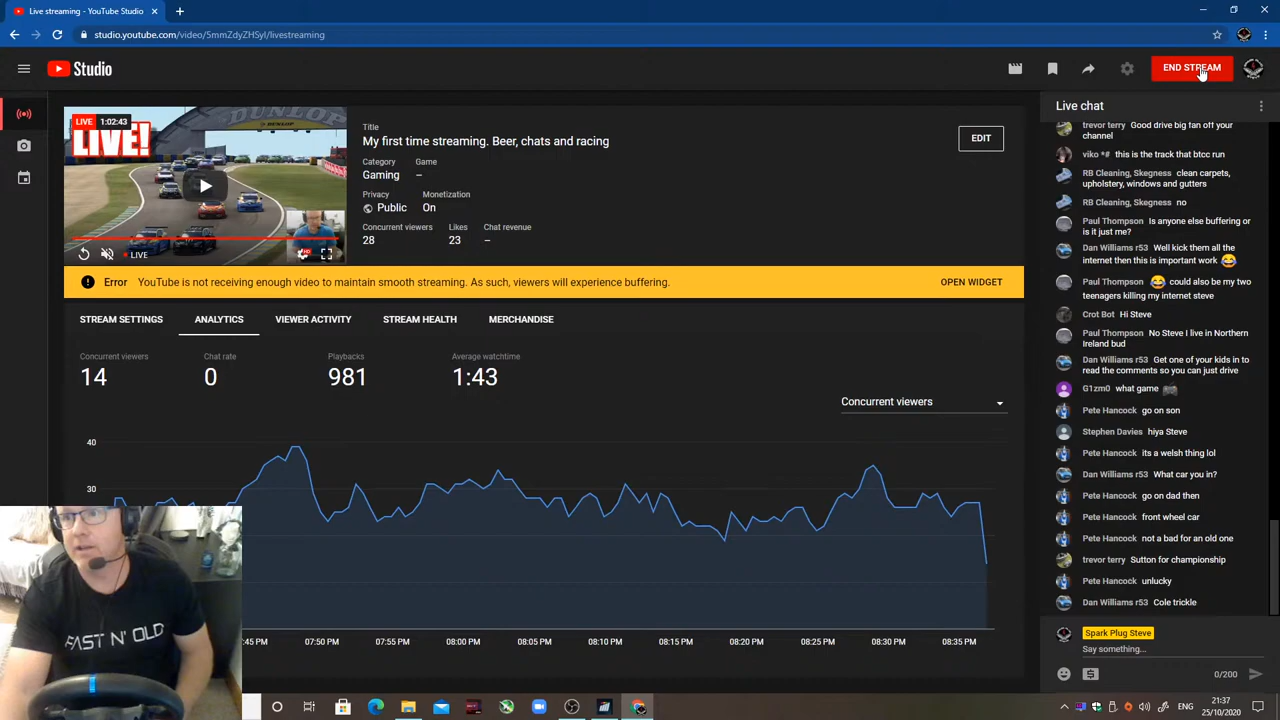 Live streaming - YouTube Studio
studio.youtube.com/video/5mmZdyZHSyI/livestreaming
Studio
END STREAM
LIVE 1:02:43
LIVE!
DUNLOP
LIVE
HD
Title
My first time streaming. Beer, chats and racing
Category Game
Gaming –
Privacy Monetization
Public On
Concurrent viewers Likes Chat revenue
28 23 –
EDIT
Error YouTube is not receiving enough video to maintain smooth streaming. As such, viewers will experience buffering.
OPEN WIDGET
STREAM SETTINGS ANALYTICS VIEWER ACTIVITY STREAM HEALTH MERCHANDISE
Concurrent viewers Chat rate Playbacks Average watchtime
14 0 981 1:43
Concurrent viewers
40
30
:45 PM 07:50 PM 07:55 PM 08:00 PM 08:05 PM 08:10 PM 08:15 PM 08:20 PM 08:25 PM 08:30 PM 08:35 PM
FAST N' OLD
Live chat
trevor terry Good drive big fan off your
channel
viko *# this is the track that btcc run
RB Cleaning, Skegness clean carpets,
upholstery, windows and gutters
RB Cleaning, Skegness no
Paul Thompson Is anyone else buffering or
is it just me?
Dan Williams r53 Well kick them all the
internet then this is important work
Paul Thompson could also be my two
teenagers killing my internet steve
Crot Bot Hi Steve
Paul Thompson No Steve I live in Northern
Ireland bud
Dan Williams r53 Get one of your kids in to
read the comments so you can just drive
G1zm0 what game
Pete Hancock go on son
Stephen Davies hiya Steve
Pete Hancock its a welsh thing lol
Dan Williams r53 What car you in?
Pete Hancock go on dad then
Pete Hancock front wheel car
Pete Hancock not a bad for an old one
trevor terry Sutton for championship
Pete Hancock unlucky
Dan Williams r53 Cole trickle
Spark Plug Steve
Say something...
0/200
ENG
21:37
25/10/2020